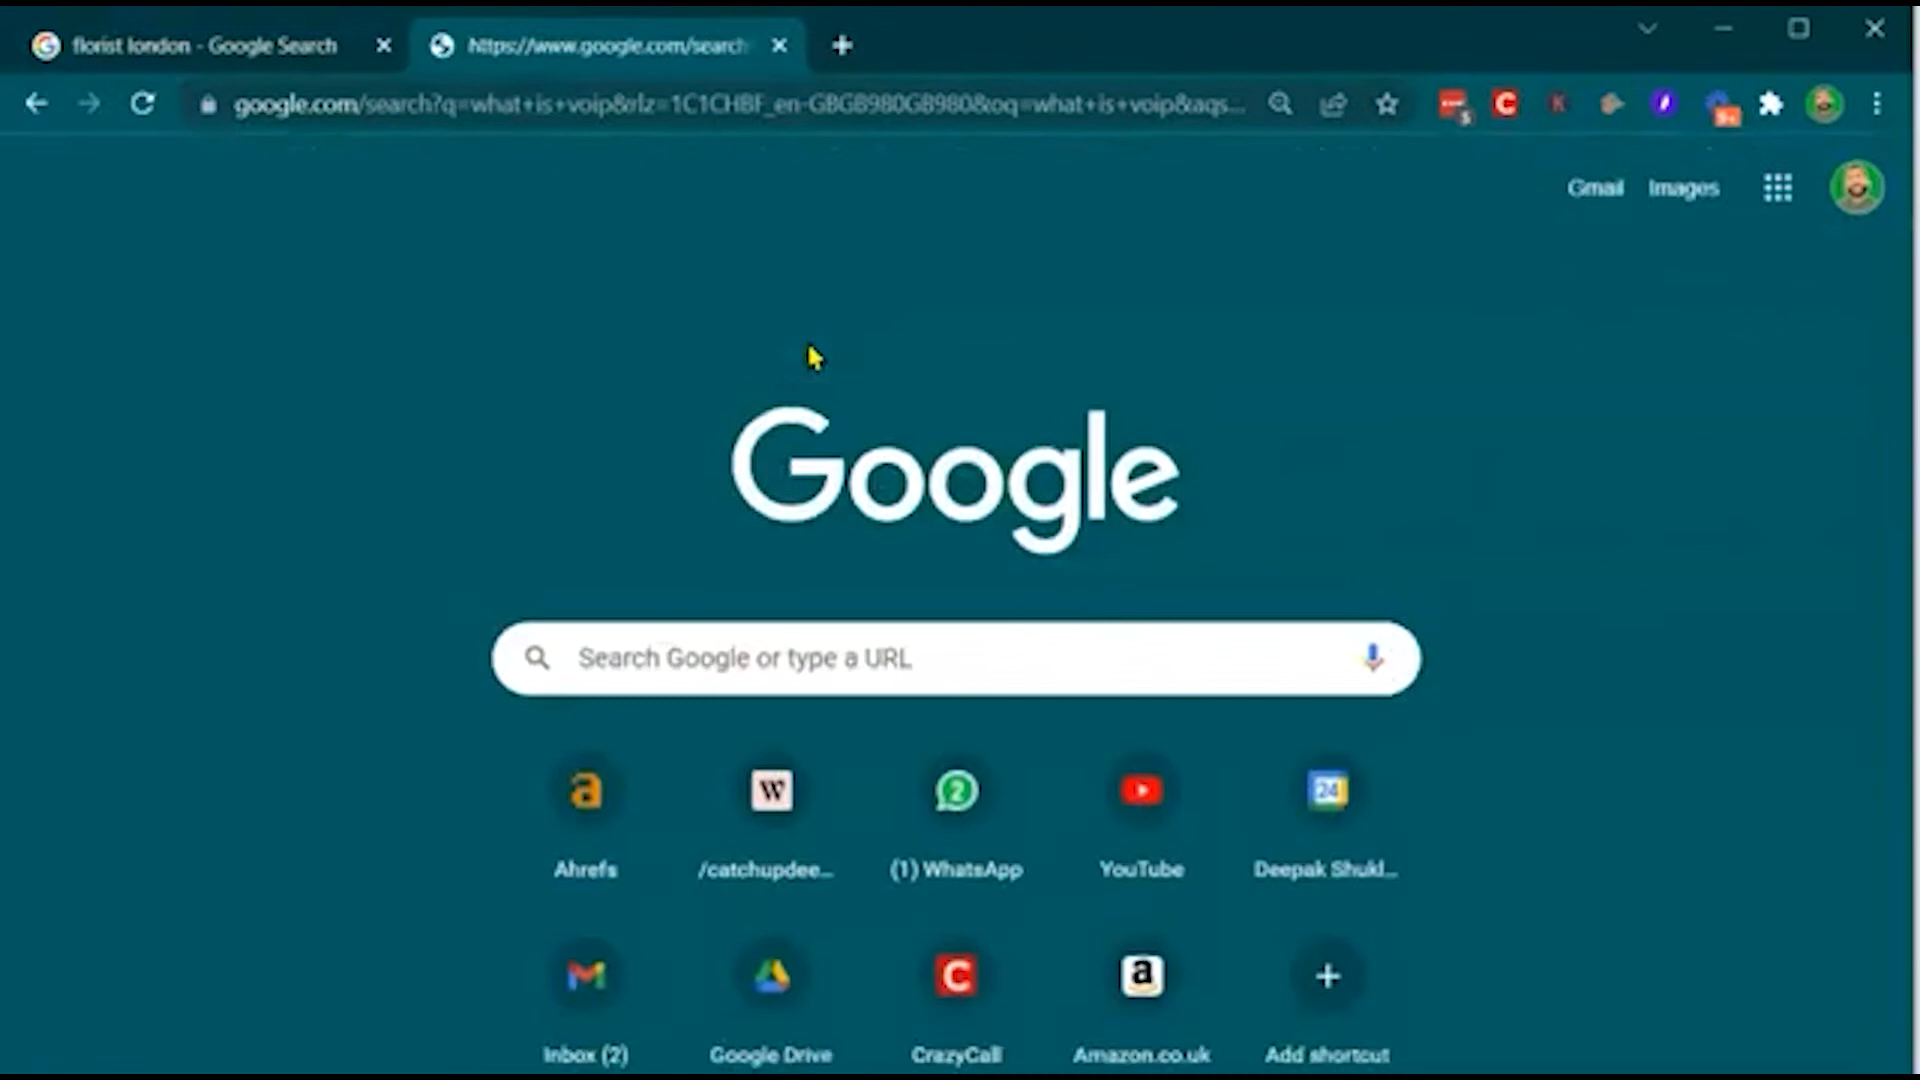 florist london - Google Search
https://www.google.com/search
google.com/search?q=what+is+voip&rlz=1C1CHBF_en-GBGB980GB980&oq=what+is+voip&aqs...
Gmail Images
Google
Search Google or type a URL
Ahrefs /catchupdee... (1) WhatsApp YouTube Deepak Shukl...
Inbox (2) Google Drive CrazyCall Amazon.co.uk Add shortcut